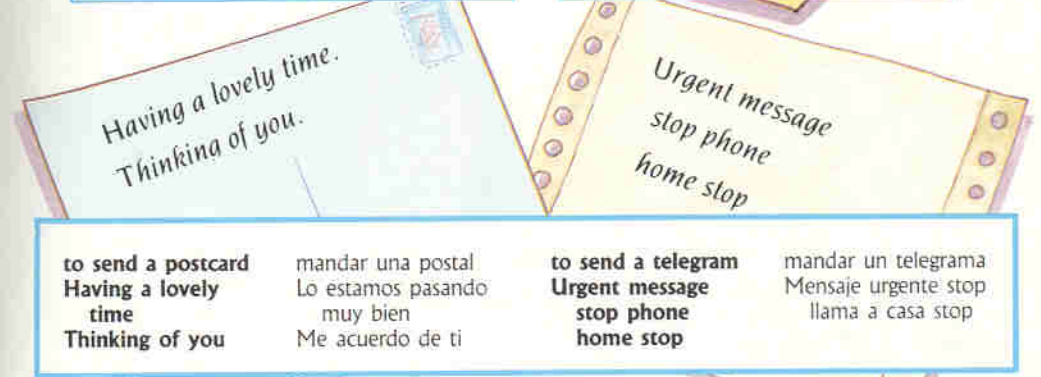 Having a lovely time.
Thinking of you.
Urgent message
stop phone
home stop
to send a postcard
Having a lovely
time
Thinking of you
mandar una postal
Lo estamos pasando
muy bien
Me acuerdo de ti
to send a telegram
Urgent message
stop phone
home stop
mandar un telegrama
Mensaje urgente stop
llama a casa stop